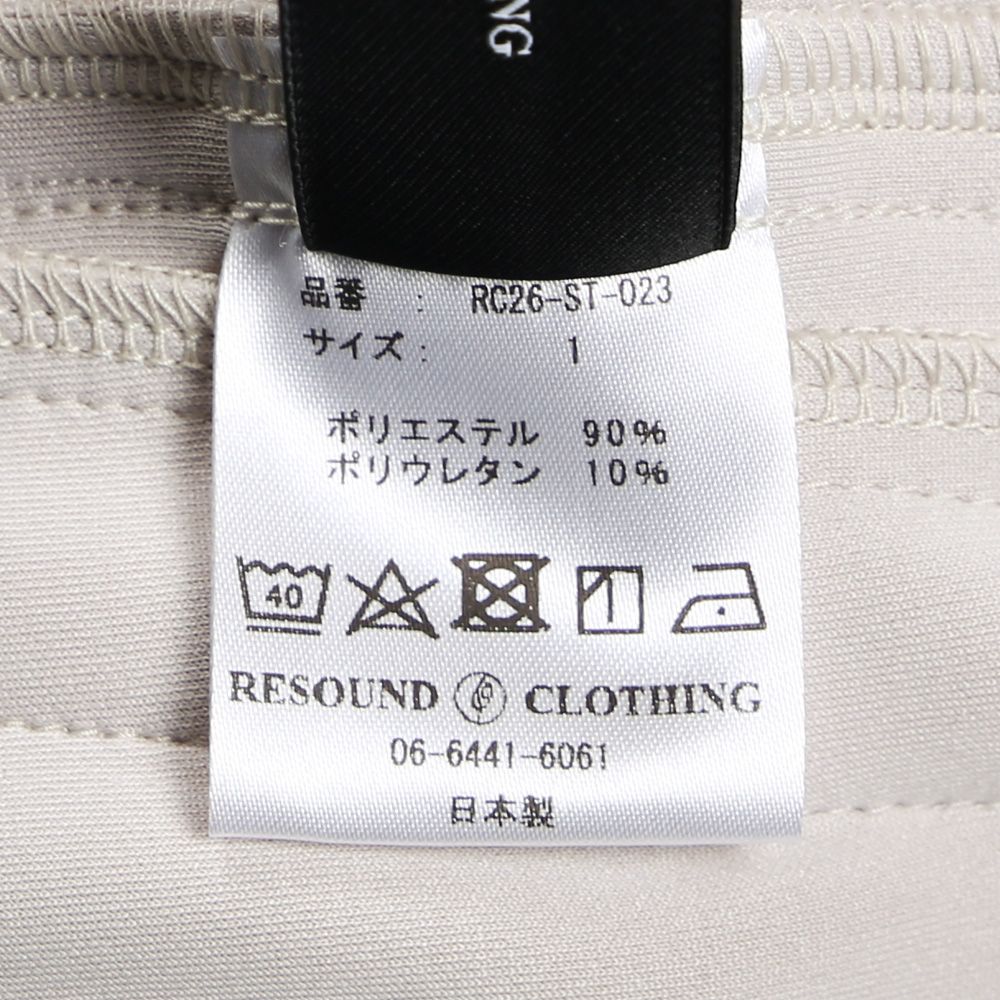 NG
品番 : RC26-ST-023
サイズ: 1
ポリエステル 90%
ポリウレタン 10%
40
RESOUND CLOTHING
06-6441-6061
日本製